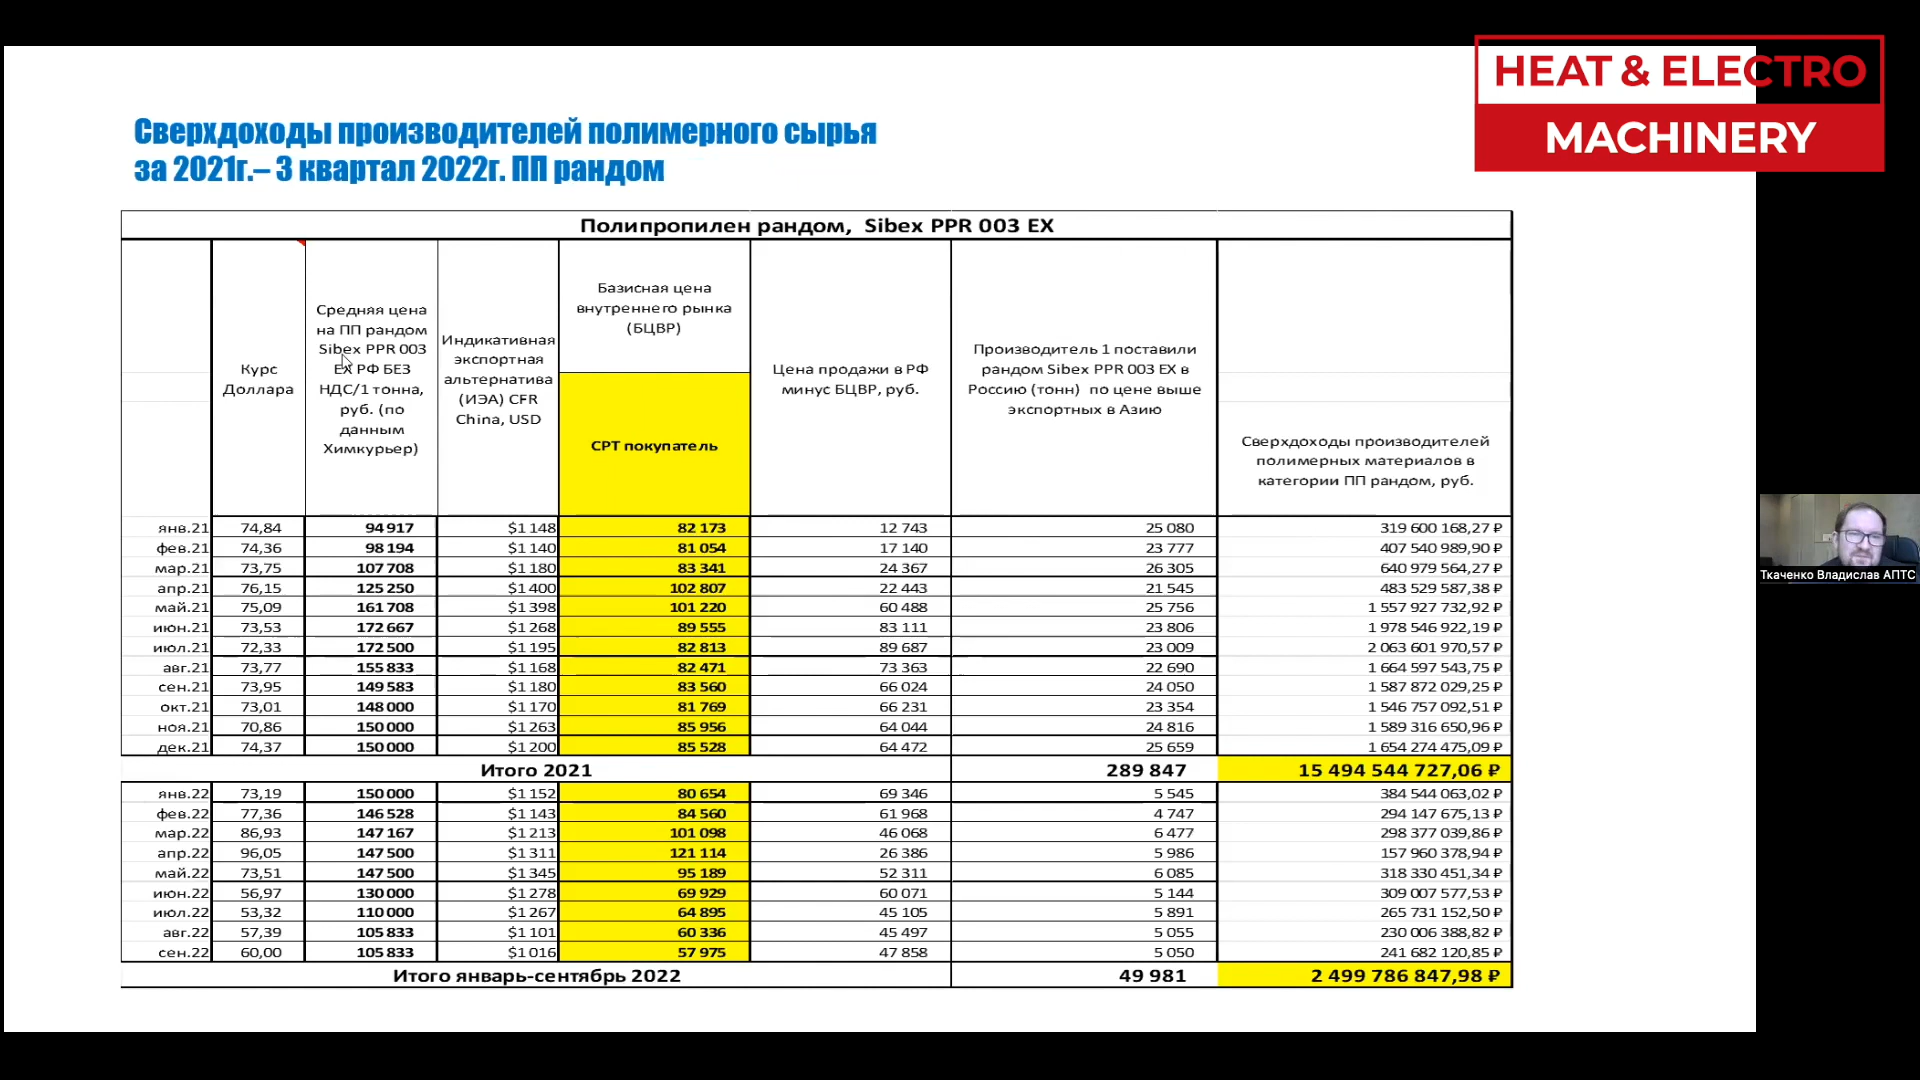 HEAT & ELECTRO
MACHINERY
Сверхдоходы производителей полимерного сырья
за 2021г.– 3 квартал 2022г. ПП рандом
Полипропилен рандом, Sibex PPR 003 EX
Курс
Доллара
Средняя цена
на ПП рандом
Sibex PPR 003
EX РФ БЕЗ
НДС/1 тонна,
руб. (по
данным
Химкурьер)
Индикативная
экспортная
альтернатива
(ИЭА) CFR
China, USD
Базисная цена
внутреннего рынка
(БЦВР)
CPT покупатель
Цена продажи в РФ
минус БЦВР, руб.
Производитель 1 поставили
рандом Sibex PPR 003 EX в
Россию (тонн) по цене выше
экспортных в Азию
Сверхдоходы производителей
полимерных материалов в
категории ПП рандом, руб.
янв.21 74,84 94 917 $1 148 82 173 12 743 25 080 319 600 168,27 ₽
фев.21 74,36 98 194 $1 140 81 054 17 140 23 777 407 540 989,90 ₽
мар.21 73,75 107 708 $1 180 83 341 24 367 26 305 640 979 564,27 ₽
апр.21 76,15 125 250 $1 400 102 807 22 443 21 545 483 529 587,38 ₽
май.21 75,09 161 708 $1 398 101 220 60 488 25 756 1 557 927 732,92 ₽
июн.21 73,53 172 667 $1 268 89 555 83 111 23 806 1 978 546 922,19 ₽
июл.21 72,33 172 500 $1 195 82 813 89 687 23 009 2 063 601 970,57 ₽
авг.21 73,77 155 833 $1 168 82 471 73 363 22 690 1 664 597 543,75 ₽
сен.21 73,95 149 583 $1 180 83 560 66 024 24 050 1 587 872 029,25 ₽
окт.21 73,01 148 000 $1 170 81 769 66 231 23 354 1 546 757 092,51 ₽
ноя.21 70,86 150 000 $1 263 85 956 64 044 24 816 1 589 316 650,96 ₽
дек.21 74,37 150 000 $1 200 85 528 64 472 25 659 1 654 274 475,09 ₽
Итого 2021 289 847 15 494 544 727,06 ₽
янв.22 73,19 150 000 $1 152 80 654 69 346 5 545 384 544 063,02 ₽
фев.22 77,36 146 528 $1 143 84 560 61 968 4 747 294 147 675,13 ₽
мар.22 86,93 147 167 $1 213 101 098 46 068 6 477 298 377 039,86 ₽
апр.22 96,05 147 500 $1 311 121 114 26 386 5 986 157 960 378,94 ₽
май.22 73,51 147 500 $1 345 95 189 52 311 6 085 318 330 451,34 ₽
июн.22 56,97 130 000 $1 278 69 929 60 071 5 144 309 007 577,53 ₽
июл.22 53,32 110 000 $1 267 64 895 45 105 5 891 265 731 152,50 ₽
авг.22 57,39 105 833 $1 101 60 336 45 497 5 055 230 006 388,82 ₽
сен.22 60,00 105 833 $1 016 57 975 47 858 5 050 241 682 120,85 ₽
Итого январь-сентябрь 2022 49 981 2 499 786 847,98 ₽
Ткаченко Владислав АПТС